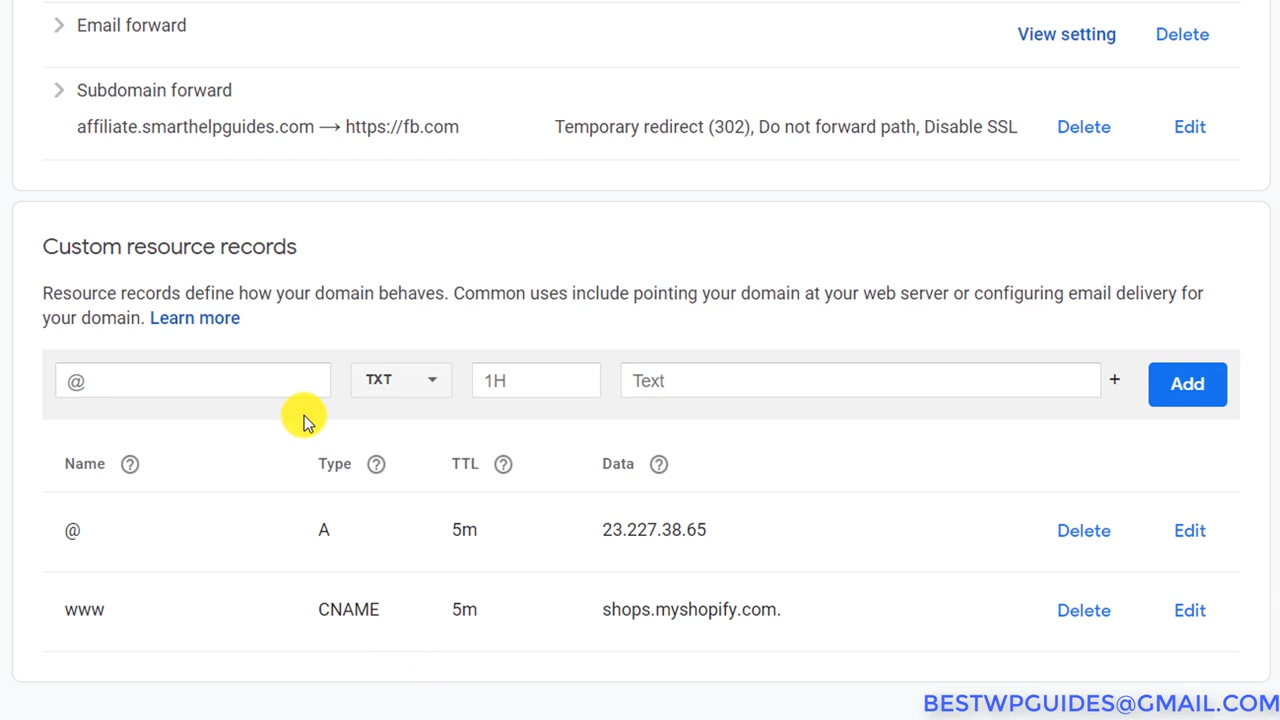 Email forward
View setting
Delete
Subdomain forward
affiliate.smarthelpguides.com → https://fb.com
Temporary redirect (302), Do not forward path, Disable SSL
Delete
Edit
Custom resource records
Resource records define how your domain behaves. Common uses include pointing your domain at your web server or configuring email delivery for
your domain. Learn more
@
TXT
1H
Text
+
Add
Name ?
Type ?
TTL ?
Data ?
@
A
5m
23.227.38.65
Delete
Edit
www
CNAME
5m
shops.myshopify.com.
Delete
Edit
BESTWPGUIDES@GMAIL.COM